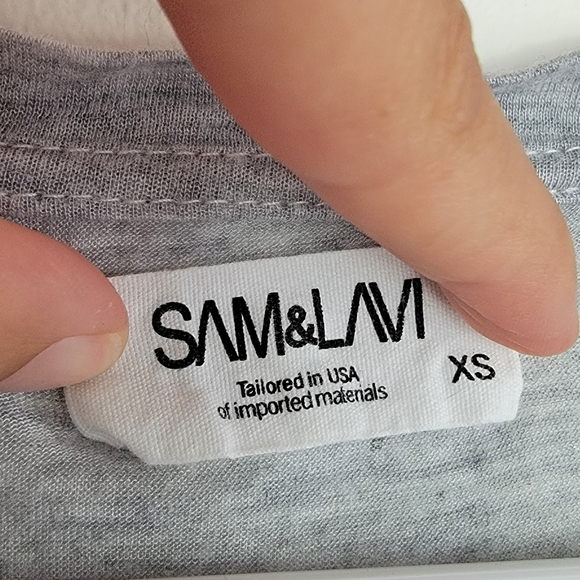 SAM&LAVI
Tailored in USA
of imported materials
XS